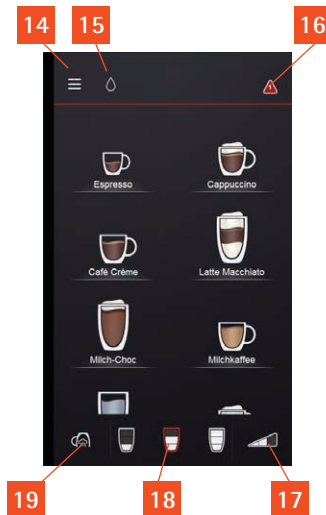 14 15 16
Espresso Cappuccino
Café Crème Latte Macchiato
Milch-Choc Milchkaffee
19 18 17